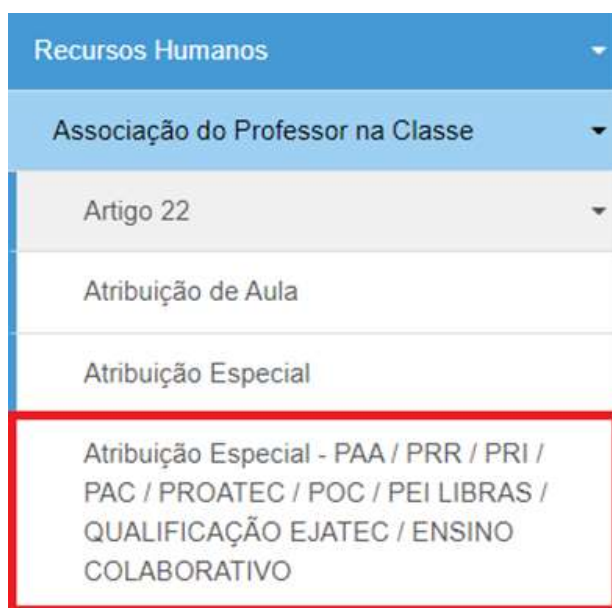 Recursos Humanos
Associação do Professor na Classe
Artigo 22
Atribuição de Aula
Atribuição Especial
Atribuição Especial - PAA / PRR / PRI /
PAC / PROATEC / POC / PEI LIBRAS /
QUALIFICAÇÃO EJATEC / ENSINO
COLABORATIVO